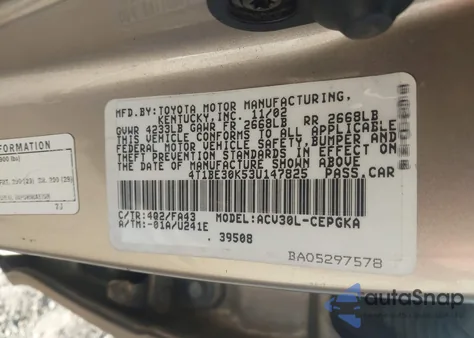 MFD.BY:TOYOTA MOTOR MANUFACTURING,
KENTUCKY,INC. 11/02
GVWR 4233LB GAWR FR 2668LB RR 2668LB
THIS VEHICLE CONFORMS TO ALL APPLICABLE
FEDERAL MOTOR VEHICLE SAFETY,BUMPER,AND
THEFT PREVENTION STANDARDS IN EFFECT ON
THE DATE OF MANUFACTURE SHOWN ABOVE.
4T1BE30K53U147825 PASS.CAR
C/TR:402/FA43 MODEL:ACV30L-CEPGKA
A/TM:-01A/U241E
39508
BA05297578
FORMATION
autoSnap